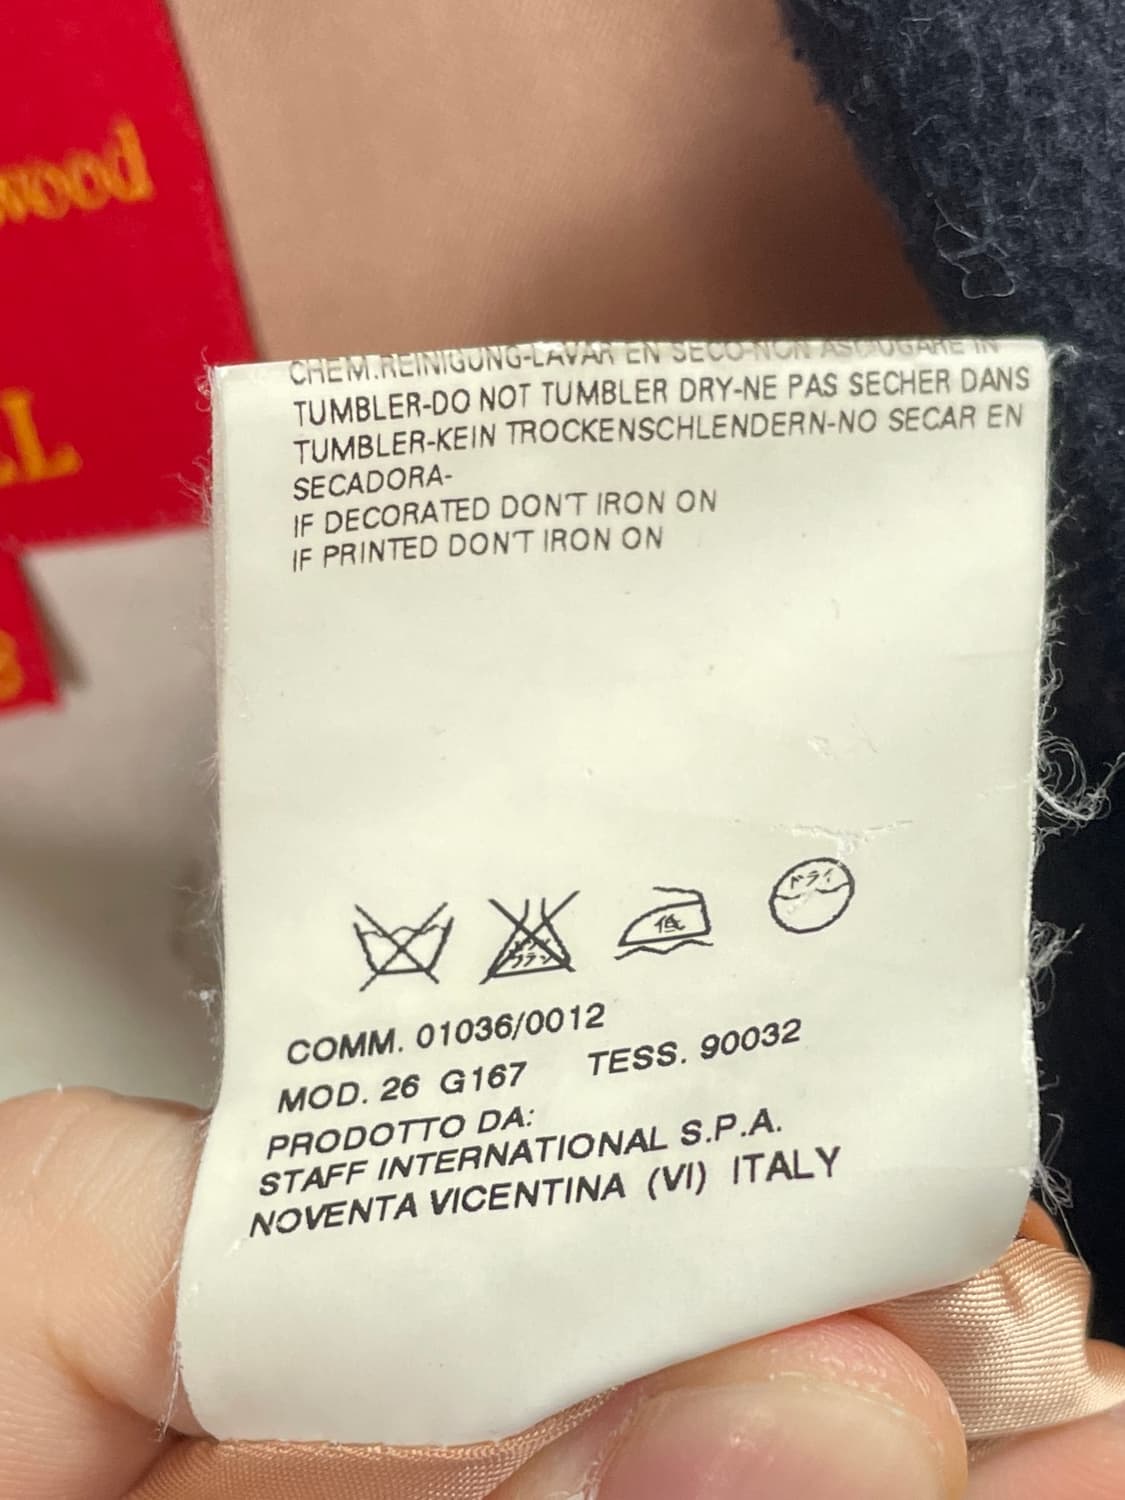 wood
LL
CHEM.REINIGUNG-LAVAR EN SECO-NON ASCIUGARE IN
TUMBLER-DO NOT TUMBLER DRY-NE PAS SECHER DANS
TUMBLER-KEIN TROCKENSCHLENDERN-NO SECAR EN
SECADORA-
IF DECORATED DON'T IRON ON
IF PRINTED DON'T IRON ON
低
ドライ
COMM. 01036/0012
MOD. 26 G167 TESS. 90032
PRODOTTO DA:
STAFF INTERNATIONAL S.P.A.
NOVENTA VICENTINA (VI) ITALY